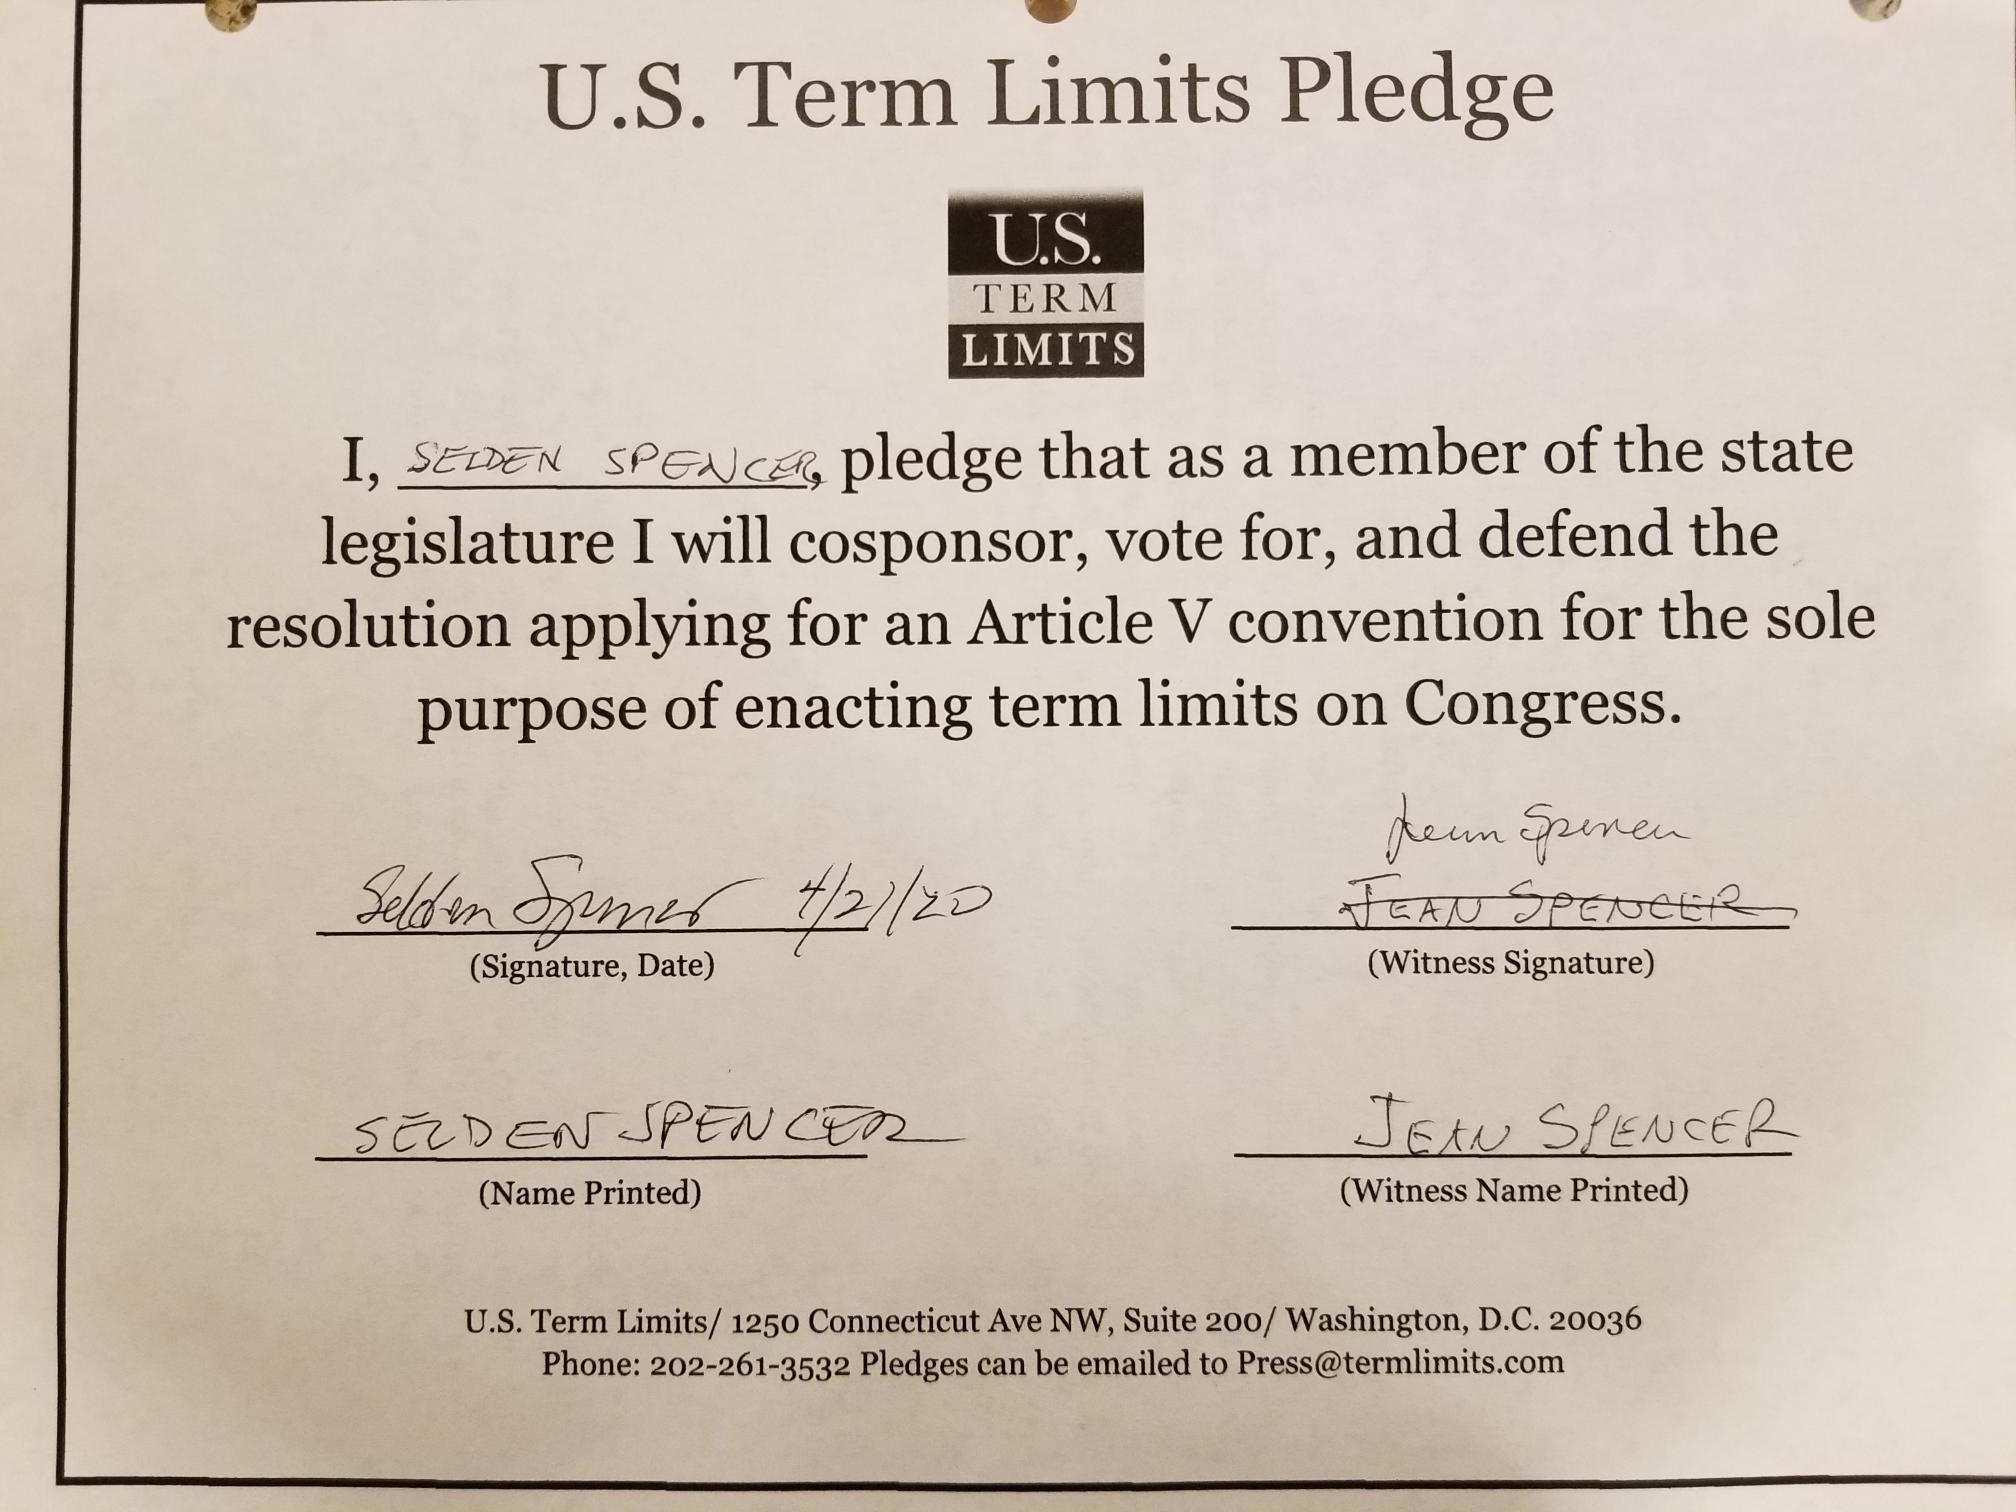 U.S. Term Limits Pledge
U.S.
TERM
LIMITS
I, SELDEN SPENCER, pledge that as a member of the state
legislature I will cosponsor, vote for, and defend the
resolution applying for an Article V convention for the sole
purpose of enacting term limits on Congress.
Jean Spencer
Selden Spencer 4/21/20 JEAN SPENCER
(Signature, Date) (Witness Signature)
SELDEN SPENCER JEAN SPENCER
(Name Printed) (Witness Name Printed)
U.S. Term Limits/ 1250 Connecticut Ave NW, Suite 200/ Washington, D.C. 20036
Phone: 202-261-3532 Pledges can be emailed to Press@termlimits.com